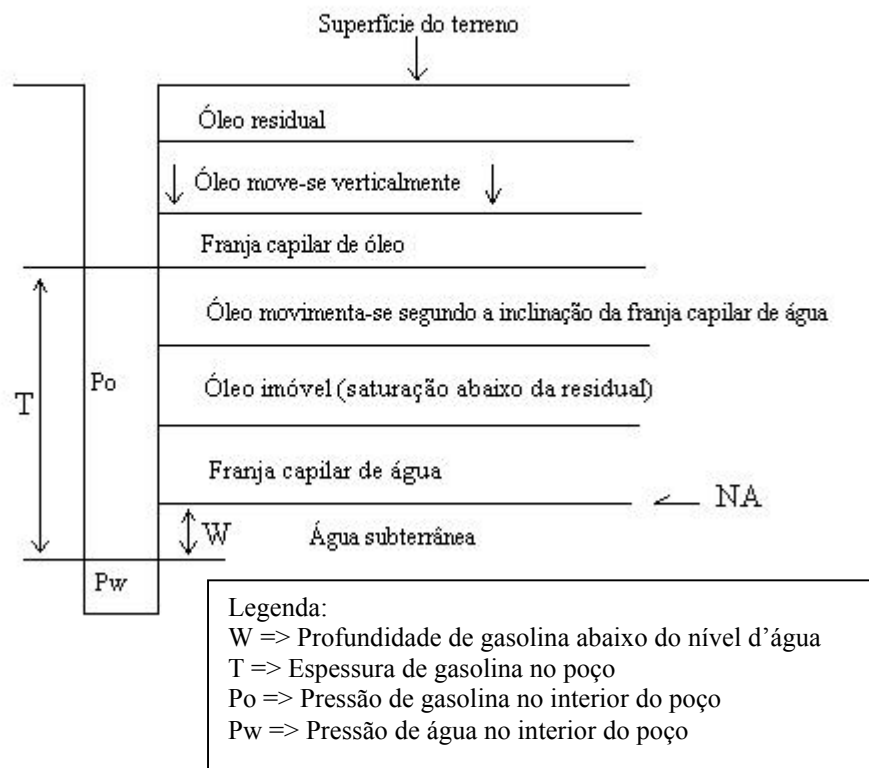 Superfície do terreno
Óleo residual
Óleo move-se verticalmente
Franja capilar de óleo
Óleo movimenta-se segundo a inclinação da franja capilar de água
Po
T
Óleo imóvel (saturação abaixo da residual)
Franja capilar de água
NA
W
Água subterrânea
Pw
Legenda:
W => Profundidade de gasolina abaixo do nível d'água
T => Espessura de gasolina no poço
Po => Pressão de gasolina no interior do poço
Pw => Pressão de água no interior do poço